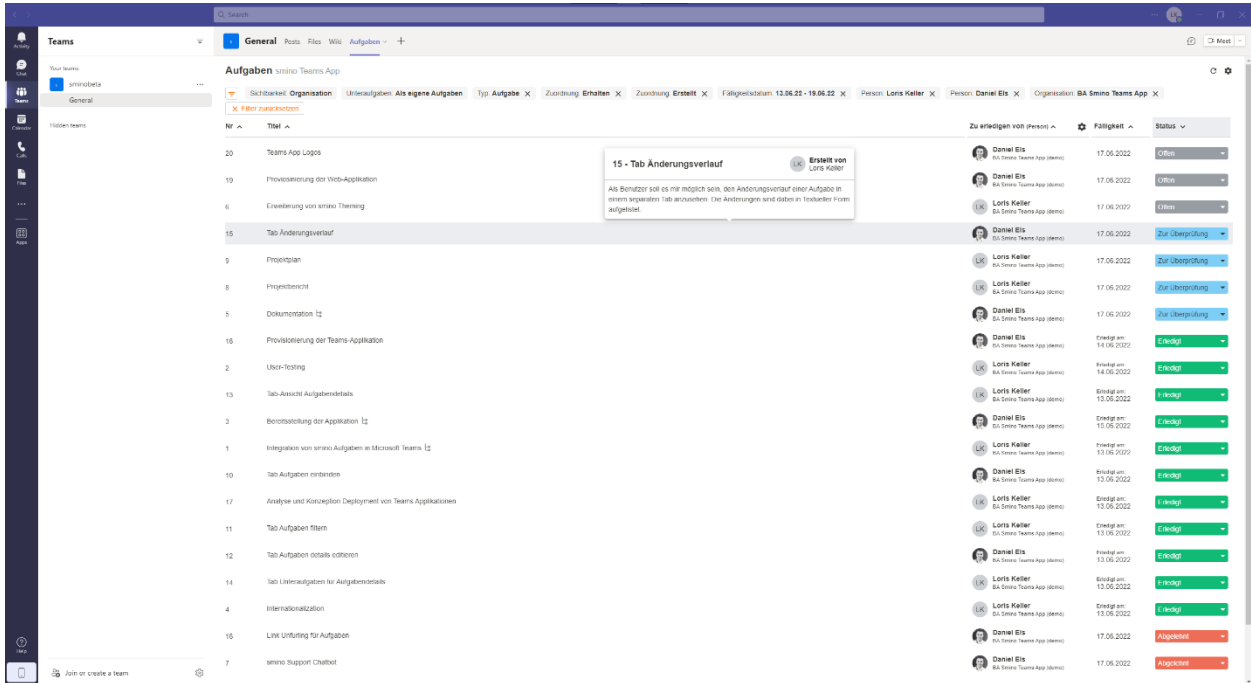 Search
LK
Activity
Chat
Teams
Calendar
Calls
Files
Apps
Help
Teams
Your teams
sminobeta
General
Hidden teams
Join or create a team
General Posts Files Wiki Aufgaben
Meet
Aufgaben smino Teams App
Sichtbarkeit: Organisation Unteraufgaben: Als eigene Aufgaben Typ: Aufgabe Zuordnung: Erhalten Zuordnung: Erstellt Fälligkeitsdatum: 13.06.22 - 19.06.22 Person: Loris Keller Person: Daniel Els Organisation: BA Smino Teams App
Filter zurücksetzen
Nr Titel Zu erledigen von (Person) Fälligkeit Status
20 Teams App Logos Daniel Els BA Smino Teams App (demo) 17.06.2022 Offen
19 Proviosinierung der Web-Applikation Daniel Els BA Smino Teams App (demo) 17.06.2022 Offen
6 Erweiterung von smino Theming LK Loris Keller BA Smino Teams App (demo) 17.06.2022 Offen
15 - Tab Änderungsverlauf LK Erstellt von Loris Keller
Als Benutzer soll es mir möglich sein, den Änderungsverlauf einer Aufgabe in
einem separaten Tab anzusehen. Die Änderungen sind dabei in Textueller Form
aufgelistet.
15 Tab Änderungsverlauf Daniel Els BA Smino Teams App (demo) 17.06.2022 Zur Überprüfung
9 Projektplan LK Loris Keller BA Smino Teams App (demo) 17.06.2022 Zur Überprüfung
8 Projektbericht LK Loris Keller BA Smino Teams App (demo) 17.06.2022 Zur Überprüfung
5 Dokumentation Daniel Els BA Smino Teams App (demo) 17.06.2022 Zur Überprüfung
18 Provisionierung der Teams-Applikation Daniel Els BA Smino Teams App (demo) Erledigt am: 14.06.2022 Erledigt
2 User-Testing LK Loris Keller BA Smino Teams App (demo) Erledigt am: 14.06.2022 Erledigt
13 Tab-Ansicht Aufgabendetails LK Loris Keller BA Smino Teams App (demo) Erledigt am: 13.06.2022 Erledigt
3 Bereitstellung der Applikation Daniel Els BA Smino Teams App (demo) Erledigt am: 15.06.2022 Erledigt
1 Integration von smino Aufgaben in Microsoft Teams LK Loris Keller BA Smino Teams App (demo) Erledigt am: 13.06.2022 Erledigt
10 Tab Aufgaben einbinden Daniel Els BA Smino Teams App (demo) Erledigt am: 13.06.2022 Erledigt
17 Analyse und Konzeption Deployment von Teams Applikationen LK Loris Keller BA Smino Teams App (demo) Erledigt am: 13.06.2022 Erledigt
11 Tab Aufgaben filtern LK Loris Keller BA Smino Teams App (demo) Erledigt am: 13.06.2022 Erledigt
12 Tab Aufgaben details editieren Daniel Els BA Smino Teams App (demo) Erledigt am: 13.06.2022 Erledigt
14 Tab Unteraufgaben für Aufgabendetails LK Loris Keller BA Smino Teams App (demo) Erledigt am: 13.06.2022 Erledigt
4 Internationalization LK Loris Keller BA Smino Teams App (demo) Erledigt am: 13.06.2022 Erledigt
16 Link Unfurling für Aufgaben Daniel Els BA Smino Teams App (demo) 17.06.2022 Abgelehnt
7 smino Support Chatbot Daniel Els BA Smino Teams App (demo) 17.06.2022 Abgelehnt